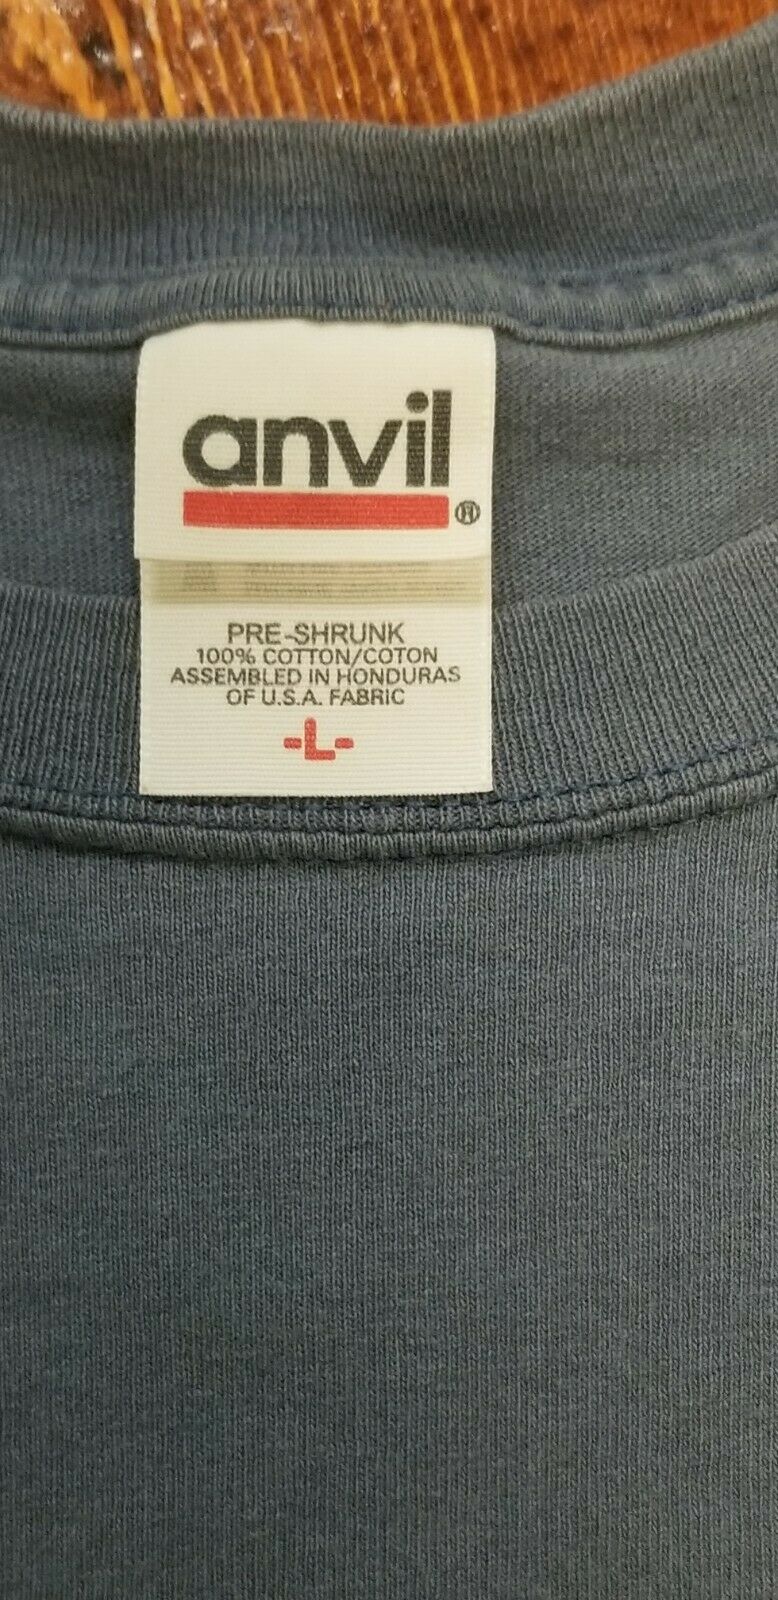 anvil
®
PRE-SHRUNK
100% COTTON/COTON
ASSEMBLED IN HONDURAS
OF U.S.A. FABRIC
-L-